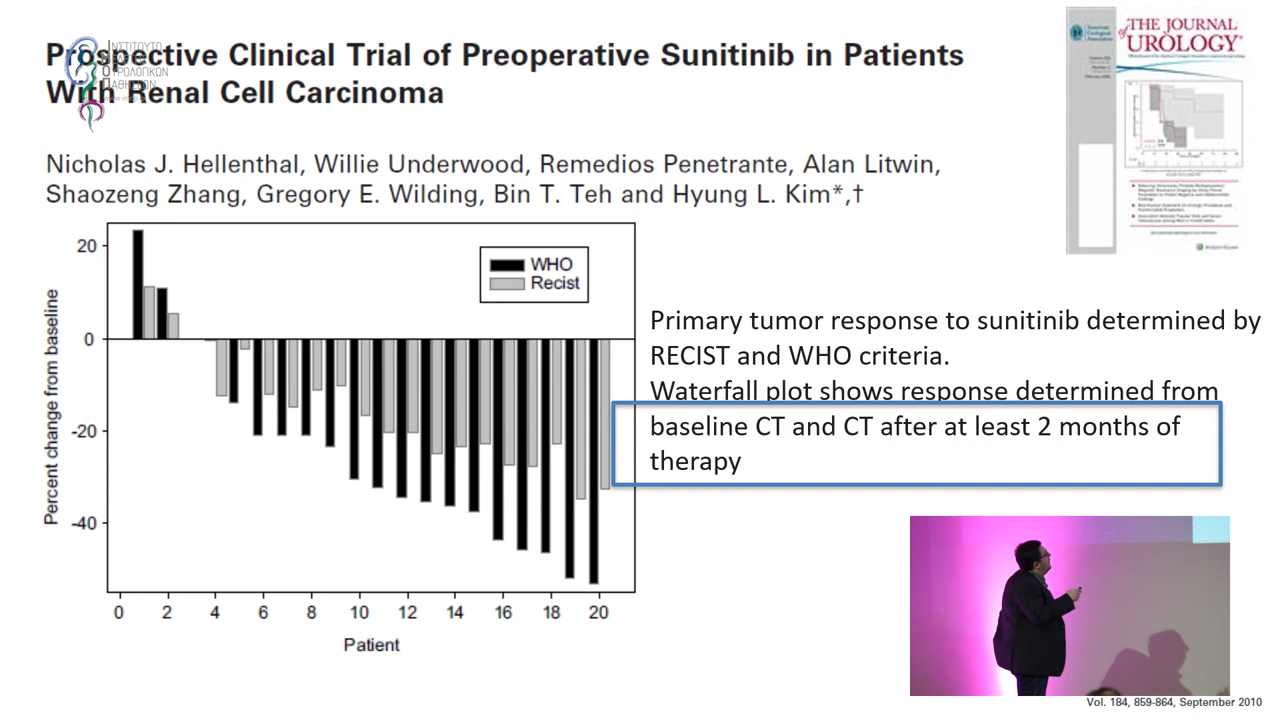 Prospective Clinical Trial of Preoperative Sunitinib in Patients
With Renal Cell Carcinoma
ΙΝΣΤΙΤΟΥΤΟ
ΟΥΡΟΛΟΓΙΚΩΝ
ΠΑΘΗΣΕΩΝ
THE JOURNAL
of UROLOGY
Nicholas J. Hellenthal, Willie Underwood, Remedios Penetrante, Alan Litwin,
Shaozeng Zhang, Gregory E. Wilding, Bin T. Teh and Hyung L. Kim*,†
Percent change from baseline
20
0
-20
-40
WHO
Recist
0 2 4 6 8 10 12 14 16 18 20
Patient
Primary tumor response to sunitinib determined by
RECIST and WHO criteria.
Waterfall plot shows response determined from
baseline CT and CT after at least 2 months of
therapy
Vol. 184, 859-864, September 2010